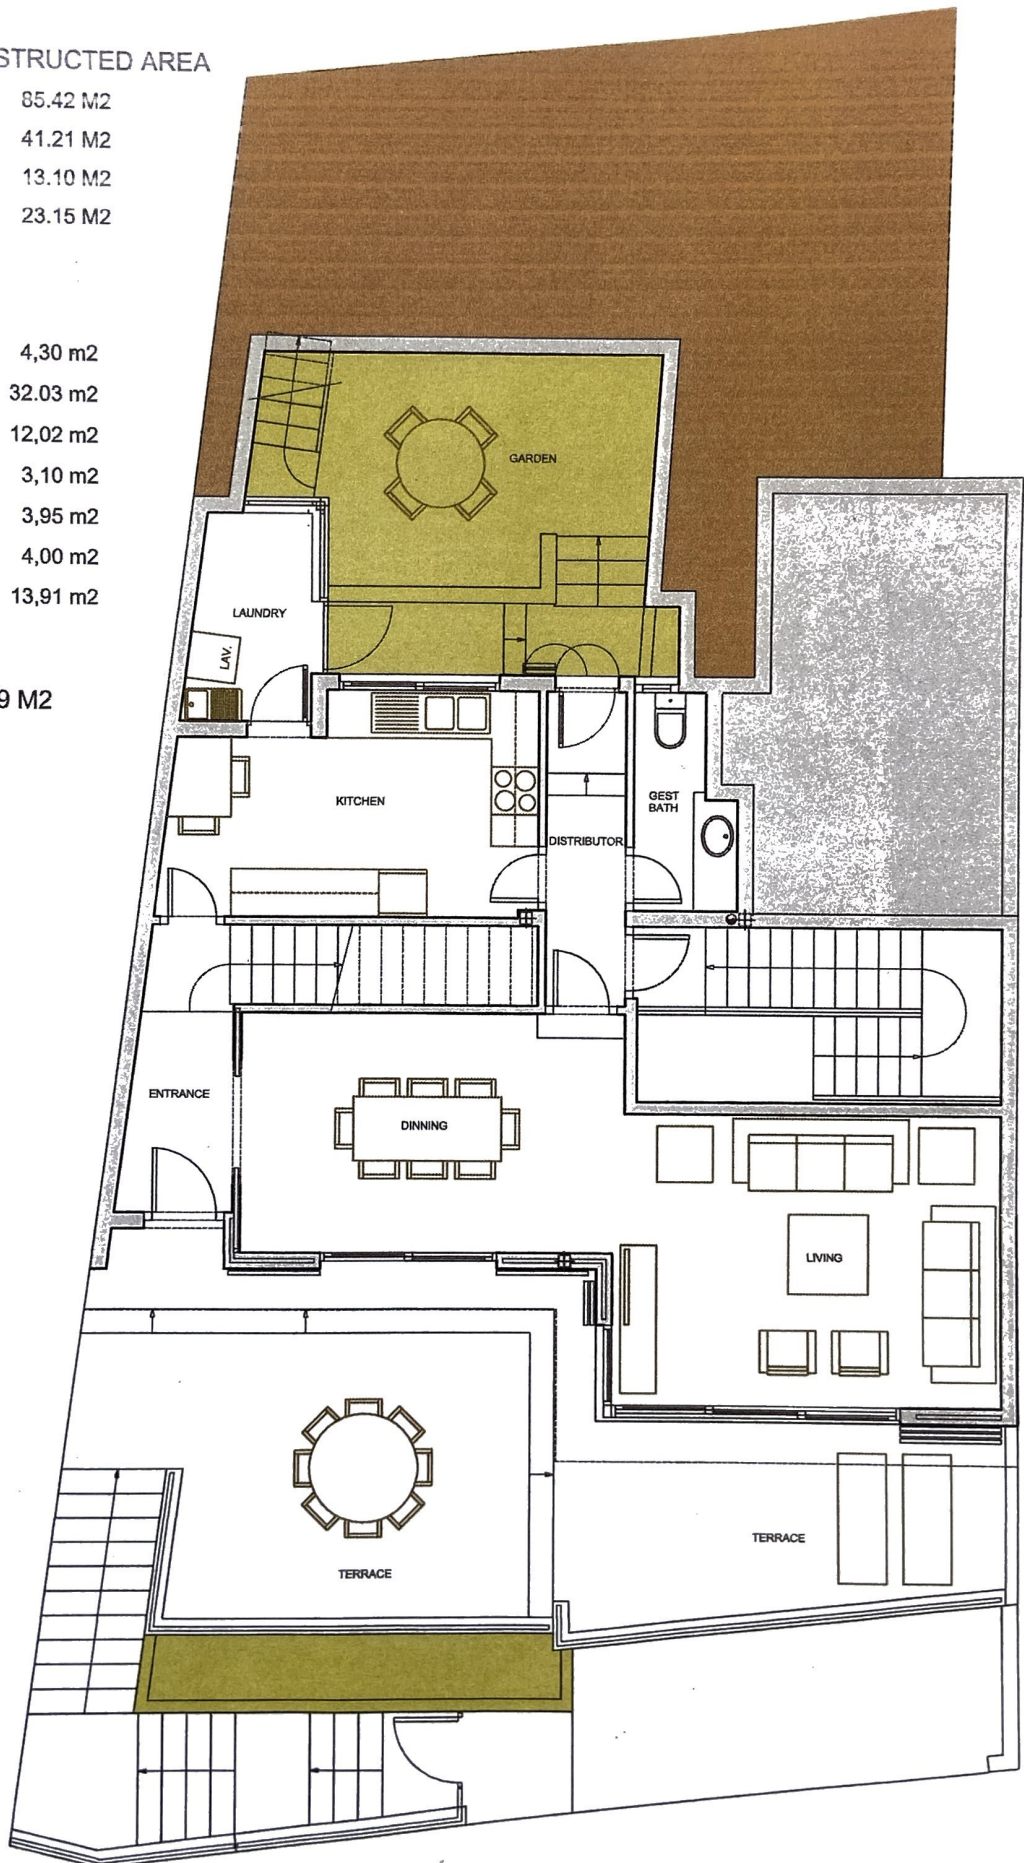 STRUCTED AREA
85.42 M2
41.21 M2
13.10 M2
23.15 M2
4,30 m2
32.03 m2
12,02 m2
3,10 m2
3,95 m2
4,00 m2
13,91 m2
9 M2
GARDEN
LAUNDRY
LAV.
KITCHEN
GEST
BATH
DISTRIBUTOR
ENTRANCE
DINNING
LIVING
TERRACE
TERRACE